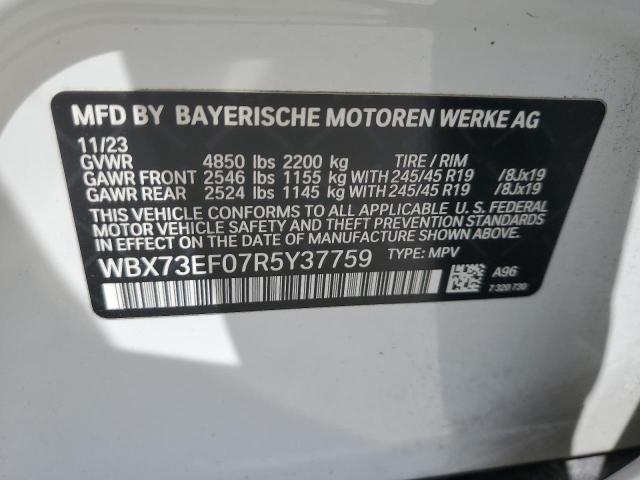 MFD BY BAYERISCHE MOTOREN WERKE AG
11/23
GVWR 4850 lbs 2200 kg TIRE / RIM
GAWR FRONT 2546 lbs 1155 kg WITH 245/45 R19 /8Jx19
GAWR REAR 2524 lbs 1145 kg WITH 245/45 R19 /8Jx19
THIS VEHICLE CONFORMS TO ALL APPLICABLE U. S. FEDERAL
MOTOR VEHICLE SAFETY AND THEFT PREVENTION STANDARDS
IN EFFECT ON THE DATE OF MANUFACTURE SHOWN ABOVE.
WBX73EF07R5Y37759 TYPE: MPV
A96
7 320 730